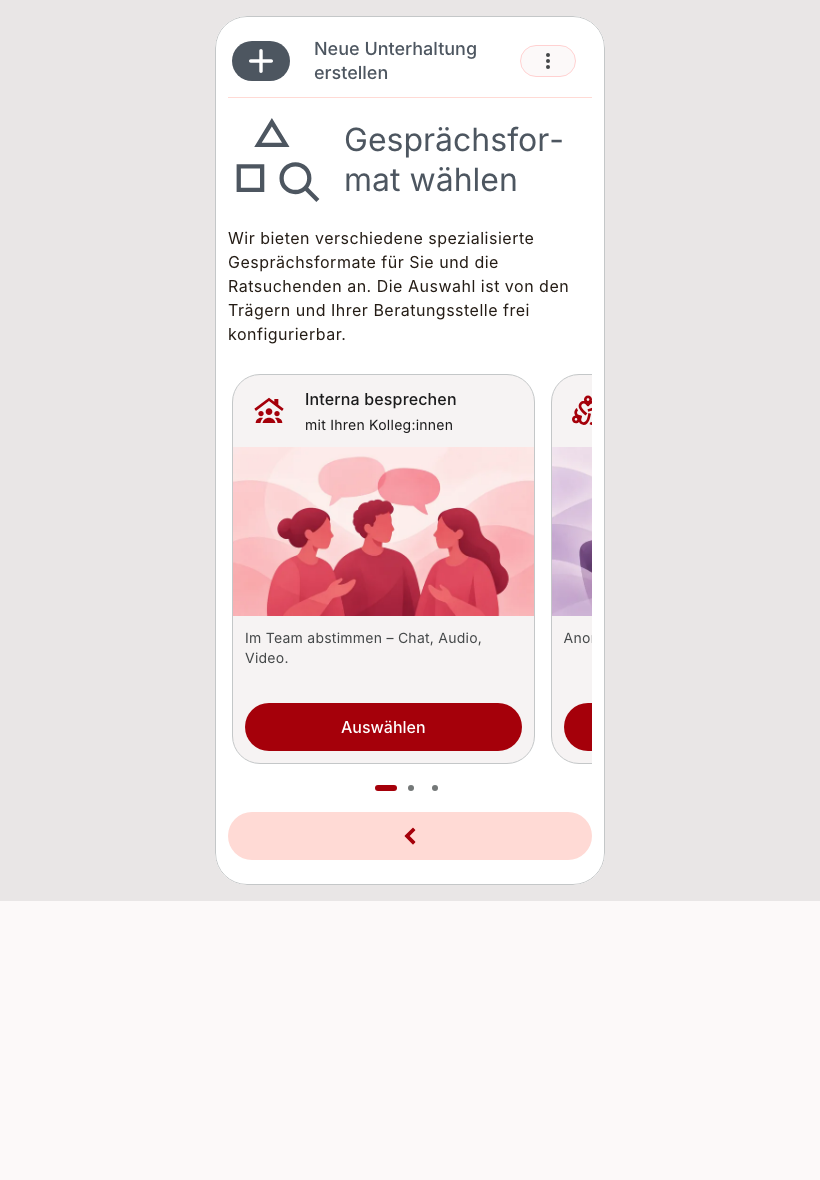 Neue Unterhaltung
erstellen
Gesprächsfor-
mat wählen
Wir bieten verschiedene spezialisierte
Gesprächsformate für Sie und die
Ratsuchenden an. Die Auswahl ist von den
Trägern und Ihrer Beratungsstelle frei
konfigurierbar.
Interna besprechen
mit Ihren Kolleg:innen
Im Team abstimmen – Chat, Audio,
Video.
Auswählen